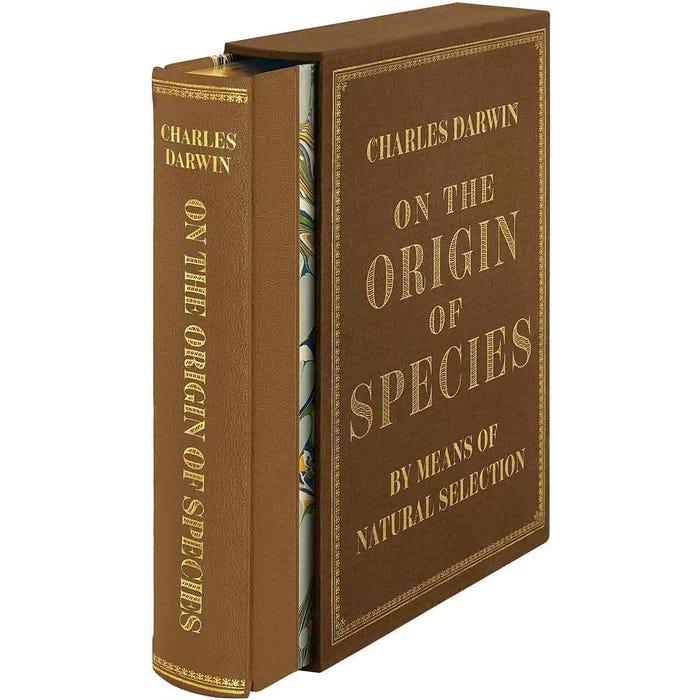 CHARLES
DARWIN
ON THE ORIGIN OF SPECIES
CHARLES DARWIN
ON THE
ORIGIN
OF
SPECIES
BY MEANS OF
NATURAL SELECTION